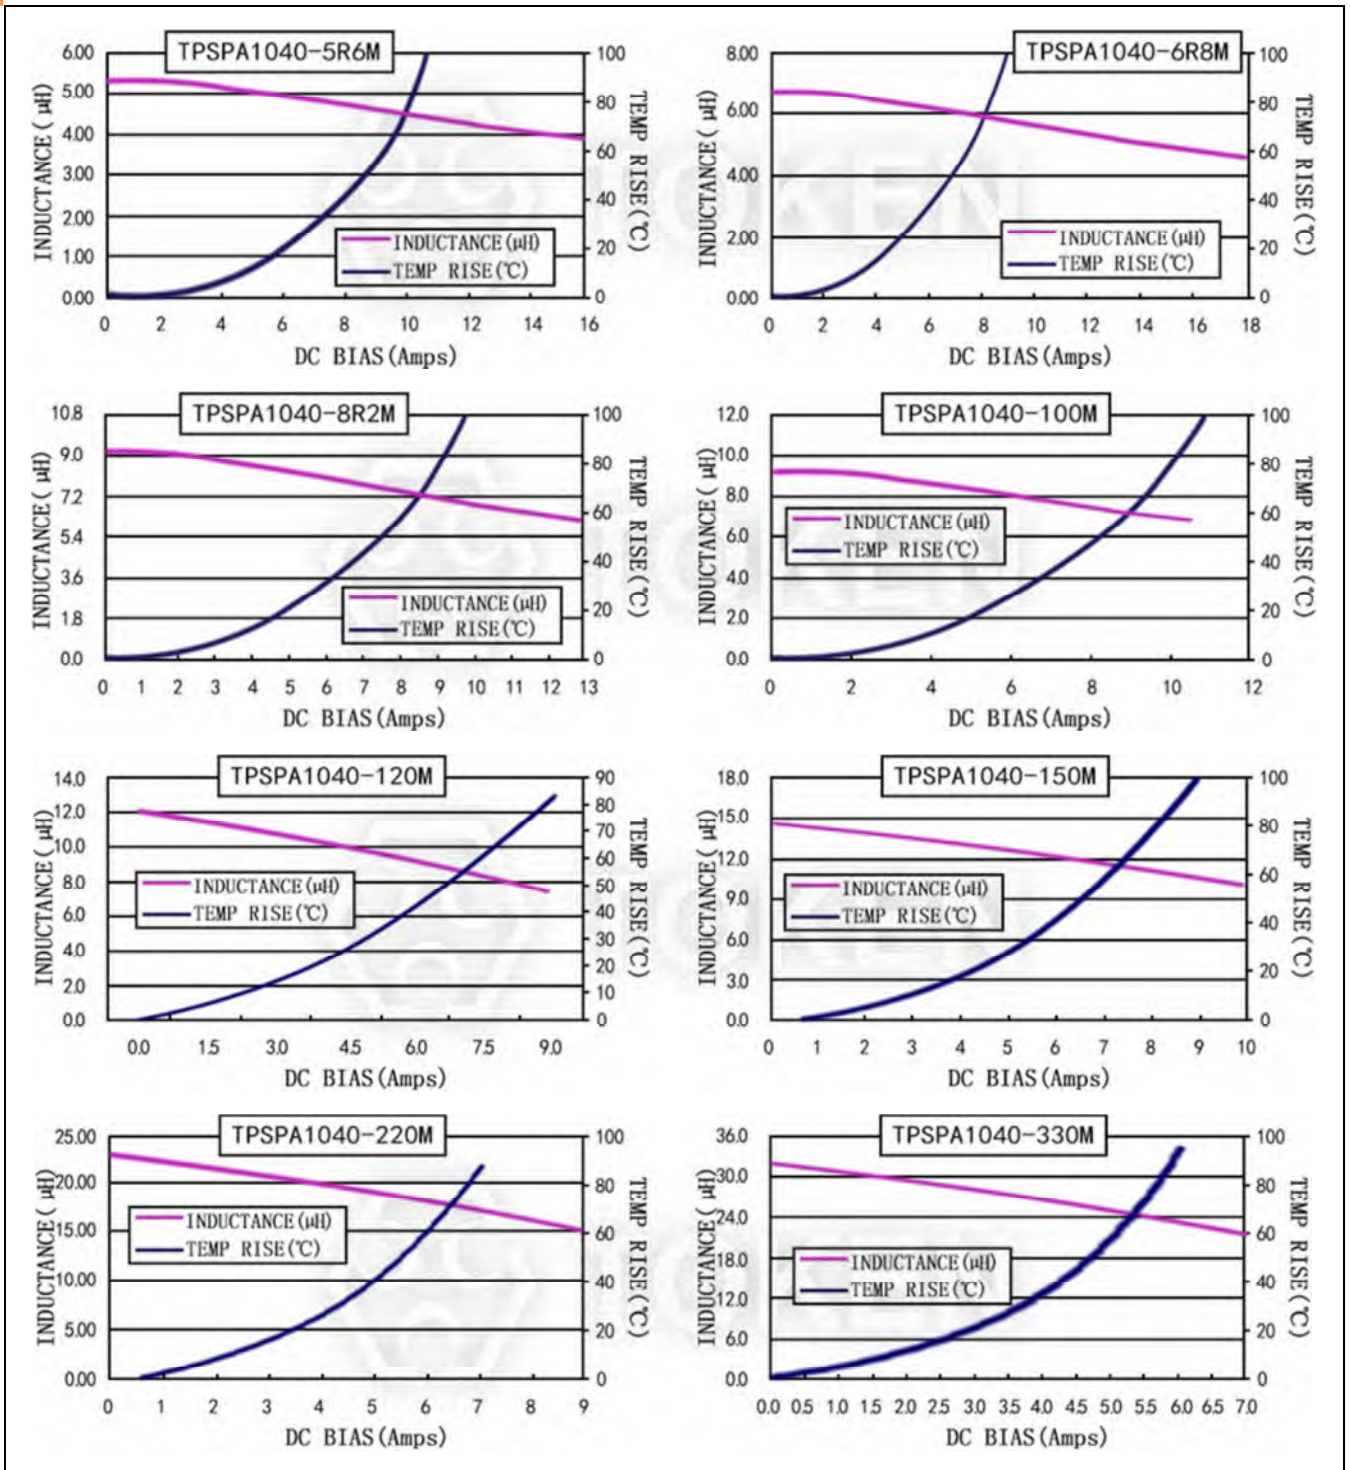 TPSPA1040-5R6M
INDUCTANCE( μH)
6.00
5.00
4.00
3.00
2.00
1.00
0.00
100
80
60
40
20
0
TEMP RISE(℃)
INDUCTANCE(μH)
TEMP RISE(℃)
0 2 4 6 8 10 12 14 16
DC BIAS(Amps)
TPSPA1040-6R8M
INDUCTANCE( μH)
8.00
6.00
4.00
2.00
0.00
100
80
60
40
20
0
TEMP RISE(℃)
INDUCTANCE(μH)
TEMP RISE(℃)
0 2 4 6 8 10 12 14 16 18
DC BIAS(Amps)
TPSPA1040-8R2M
INDUCTANCE( μH)
10.8
9.0
7.2
5.4
3.6
1.8
0.0
100
80
60
40
20
0
TEMP RISE(℃)
INDUCTANCE(μH)
TEMP RISE(℃)
0 1 2 3 4 5 6 7 8 9 10 11 12 13
DC BIAS(Amps)
TPSPA1040-100M
INDUCTANCE( μH)
12.0
10.0
8.0
6.0
4.0
2.0
0.0
100
80
60
40
20
0
TEMP RISE(℃)
INDUCTANCE(μH)
TEMP RISE(℃)
0 2 4 6 8 10 12
DC BIAS(Amps)
TPSPA1040-120M
INDUCTANCE( μH)
14.0
12.0
10.0
8.0
6.0
4.0
2.0
0.0
90
80
70
60
50
40
30
20
10
0
TEMP RISE(℃)
INDUCTANCE(μH)
TEMP RISE(℃)
0.0 1.5 3.0 4.5 6.0 7.5 9.0
DC BIAS(Amps)
TPSPA1040-150M
INDUCTANCE( μH)
18.0
15.0
12.0
9.0
6.0
3.0
0.0
100
80
60
40
20
0
TEMP RISE(℃)
INDUCTANCE(μH)
TEMP RISE(℃)
0 1 2 3 4 5 6 7 8 9 10
DC BIAS(Amps)
TPSPA1040-220M
INDUCTANCE( μH)
25.00
20.00
15.00
10.00
5.00
0.00
100
80
60
40
20
0
TEMP RISE(℃)
INDUCTANCE(μH)
TEMP RISE(℃)
0 1 2 3 4 5 6 7 8 9
DC BIAS(Amps)
TPSPA1040-330M
INDUCTANCE( μH)
36.0
30.0
24.0
18.0
12.0
6.0
0.0
100
80
60
40
20
0
TEMP RISE(℃)
INDUCTANCE(μH)
TEMP RISE(℃)
0.0 0.5 1.0 1.5 2.0 2.5 3.0 3.5 4.0 4.5 5.0 5.5 6.0 6.5 7.0
DC BIAS(Amps)
TOKEN
TOKEN
TOKEN
TOKEN